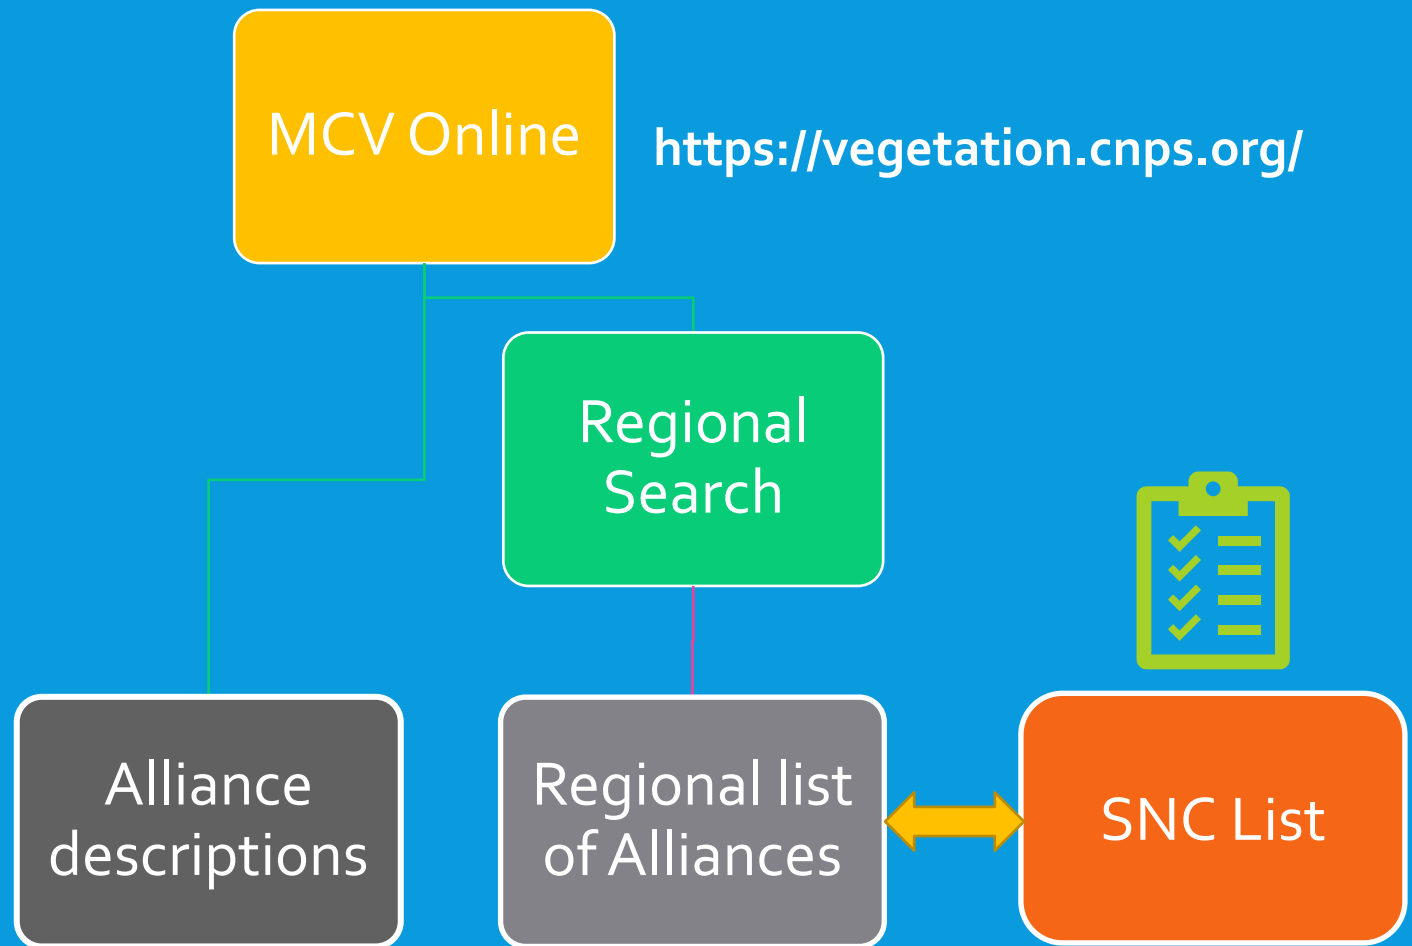 MCV Online
https://vegetation.cnps.org/
Regional
Search
Alliance
descriptions
Regional list
of Alliances
SNC List